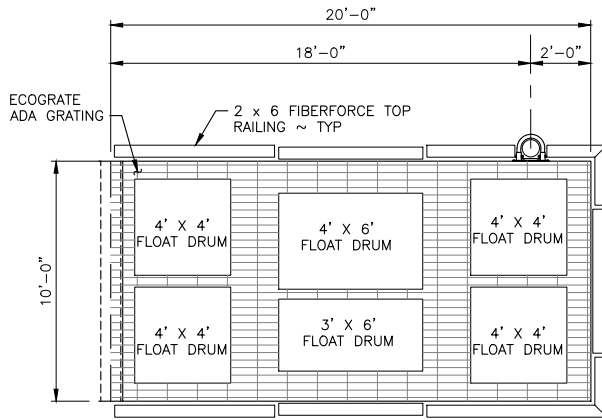 20'-0"
18'-0"
2'-0"
ECOGRATE
ADA GRATING
2 x 6 FIBERFORCE TOP
RAILING ~ TYP
10'-0"
4' X 4'
FLOAT DRUM
4' X 6'
FLOAT DRUM
4' X 4'
FLOAT DRUM
4' X 4'
FLOAT DRUM
3' X 6'
FLOAT DRUM
4' X 4'
FLOAT DRUM